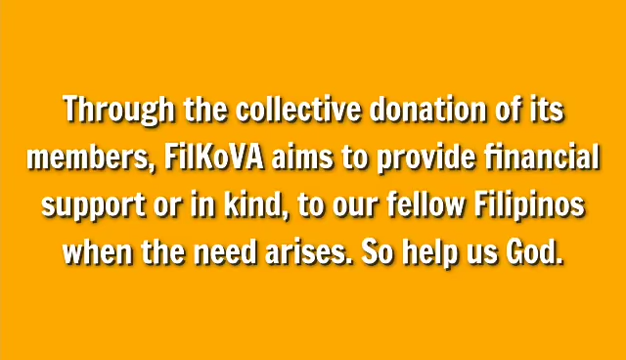 Through the collective donation of its
members, FilKoVA aims to provide financial
support or in kind, to our fellow Filipinos
when the need arises. So help us God.